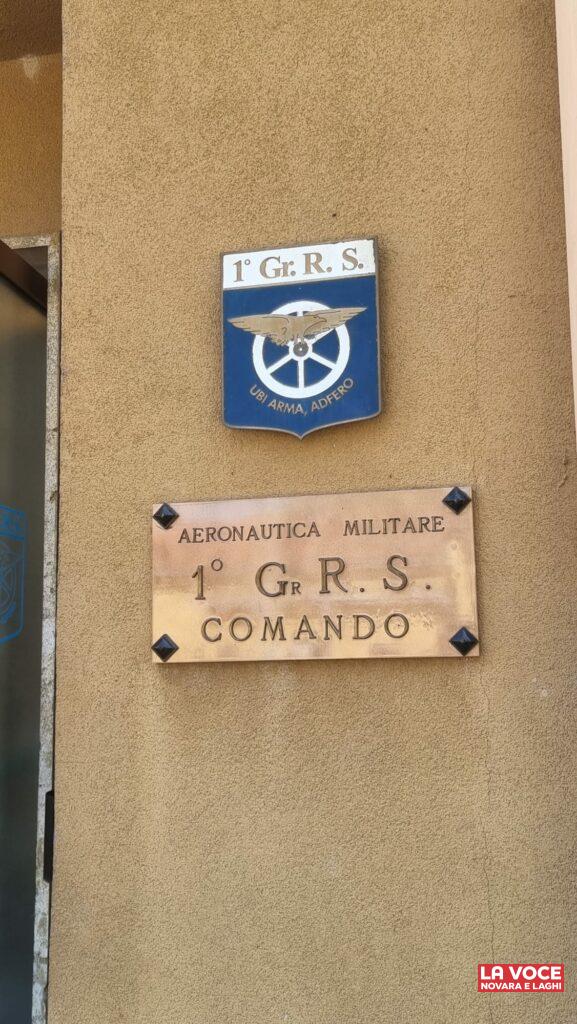 1° Gr. R. S.
UBI ARMA, ADFERO
AERONAUTICA MILITARE
1° GR R. S.
COMANDO
LA VOCE
NOVARA E LAGHI